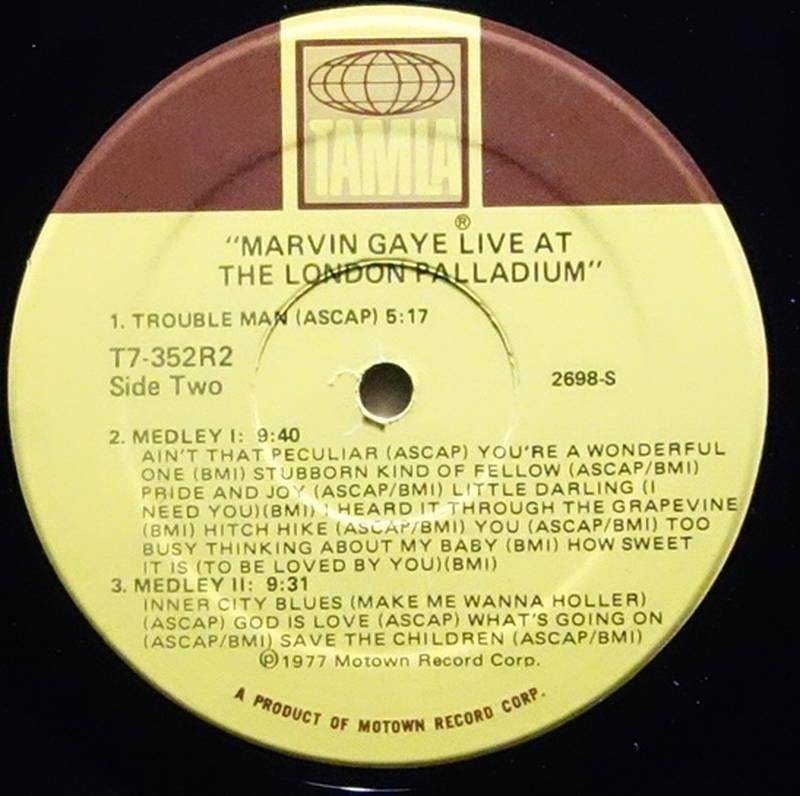 TAMLA
®
"MARVIN GAYE LIVE AT
THE LONDON PALLADIUM"
1. TROUBLE MAN (ASCAP) 5:17
T7-352R2
Side Two
2698-S
2. MEDLEY I: 9:40
AIN'T THAT PECULIAR (ASCAP) YOU'RE A WONDERFUL
ONE (BMI) STUBBORN KIND OF FELLOW (ASCAP/BMI)
PRIDE AND JOY (ASCAP/BMI) LITTLE DARLING (I
NEED YOU)(BMI) I HEARD IT THROUGH THE GRAPEVINE
(BMI) HITCH HIKE (ASCAP/BMI) YOU (ASCAP/BMI) TOO
BUSY THINKING ABOUT MY BABY (BMI) HOW SWEET
IT IS (TO BE LOVED BY YOU)(BMI)
3. MEDLEY II: 9:31
INNER CITY BLUES (MAKE ME WANNA HOLLER)
(ASCAP) GOD IS LOVE (ASCAP) WHAT'S GOING ON
(ASCAP/BMI) SAVE THE CHILDREN (ASCAP/BMI)
℗1977 Motown Record Corp.
A PRODUCT OF MOTOWN RECORD CORP.